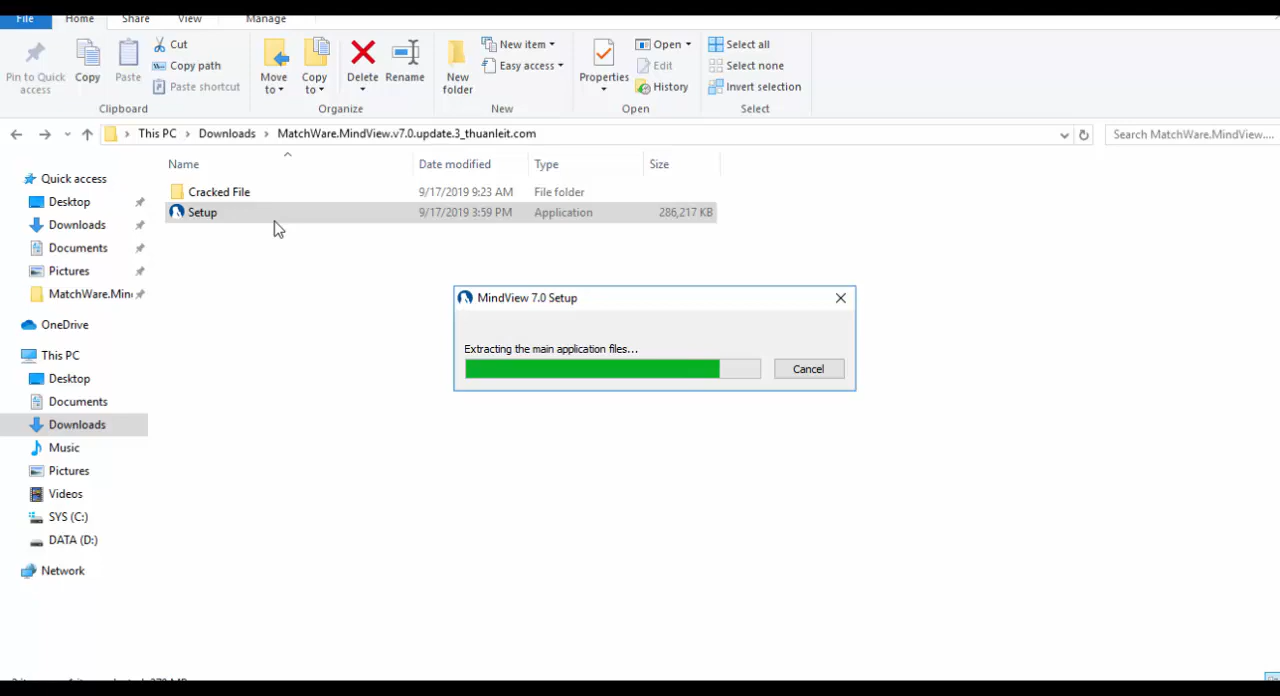 File Home Share View Manage
Pin to Quick access
Copy
Paste
Cut
Copy path
Paste shortcut
Clipboard
Move to
Copy to
Delete
Rename
Organize
New folder
New item
Easy access
New
Properties
Open
Edit
History
Open
Select all
Select none
Invert selection
Select
This PC > Downloads > MatchWare.MindView.v7.0.update.3_thuanleit.com
Search MatchWare.MindView....
Name Date modified Type Size
Cracked File 9/17/2019 9:23 AM File folder
Setup 9/17/2019 3:59 PM Application 286,217 KB
Quick access
Desktop
Downloads
Documents
Pictures
MatchWare.Min
OneDrive
This PC
Desktop
Documents
Downloads
Music
Pictures
Videos
SYS (C:)
DATA (D:)
Network
MindView 7.0 Setup
Extracting the main application files...
Cancel